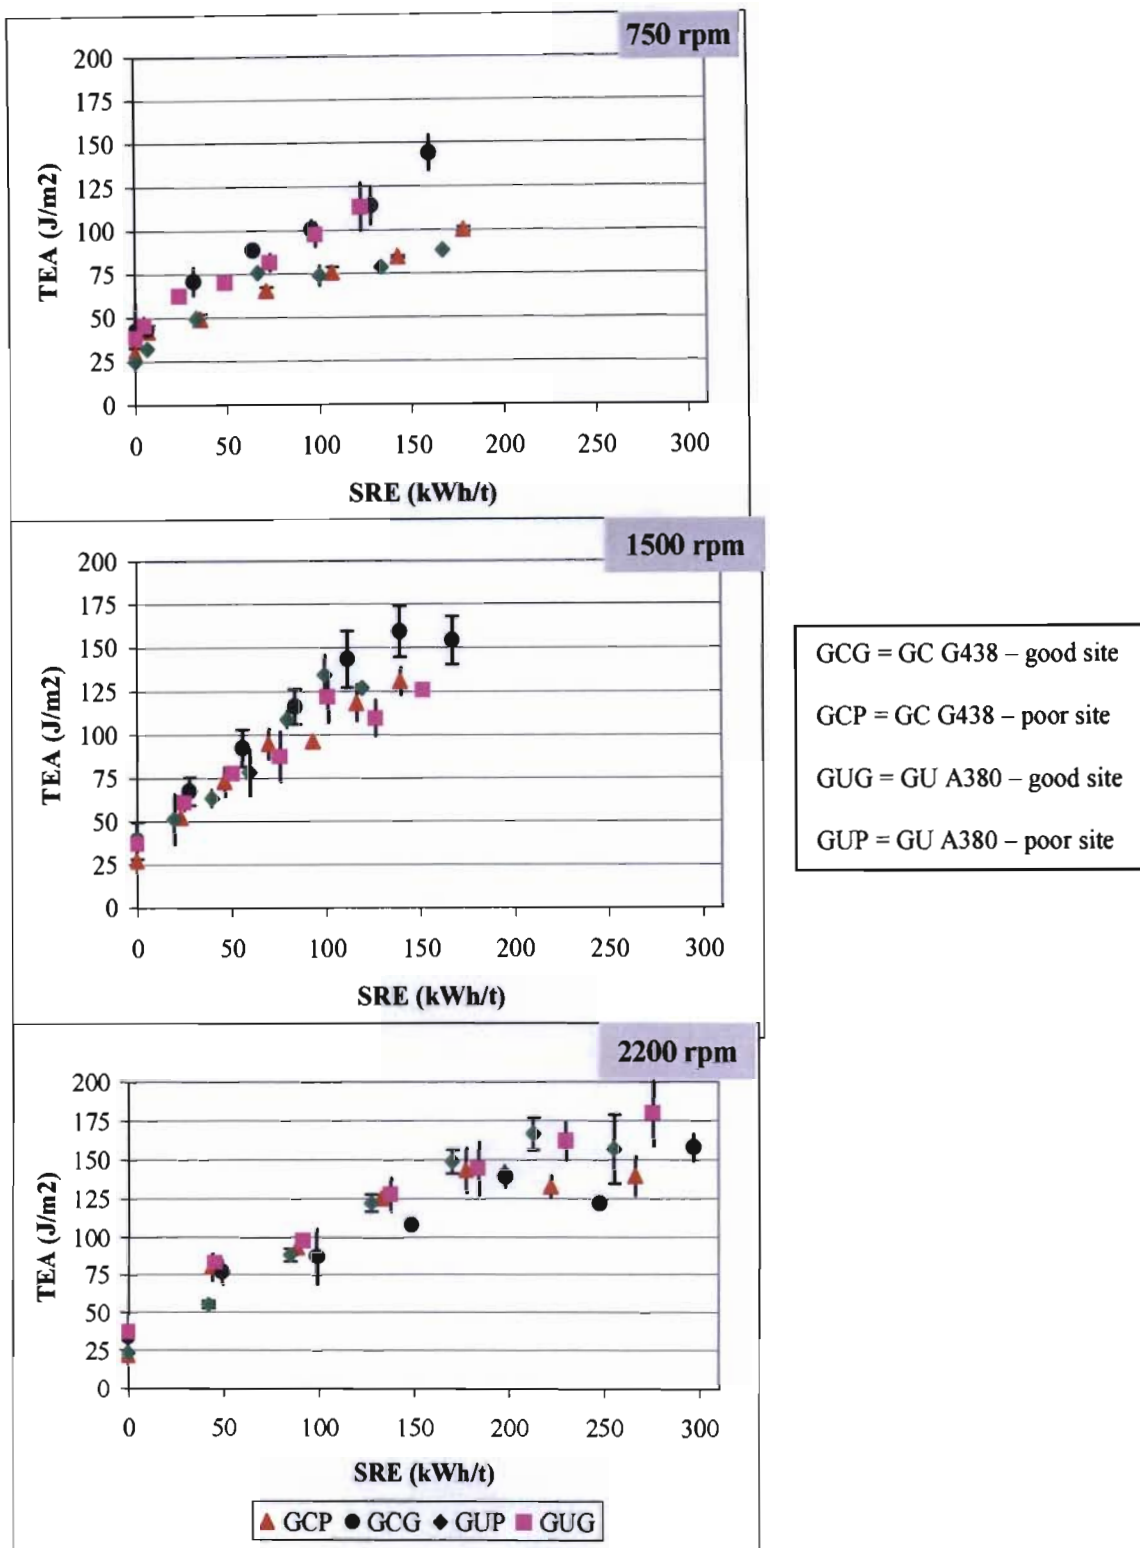 750 rpm
200
175
150
125
100
75
50
25
0
TEA (J/m2)
0 50 100 150 200 250 300
SRE (kWh/t)
1500 rpm
200
175
150
125
100
75
50
25
0
TEA (J/m2)
0 50 100 150 200 250 300
SRE (kWh/t)
GCG = GC G438 – good site
GCP = GC G438 – poor site
GUG = GU A380 – good site
GUP = GU A380 – poor site
2200 rpm
200
175
150
125
100
75
50
25
0
TEA (J/m2)
0 50 100 150 200 250 300
SRE (kWh/t)
GCP GCG GUP GUG